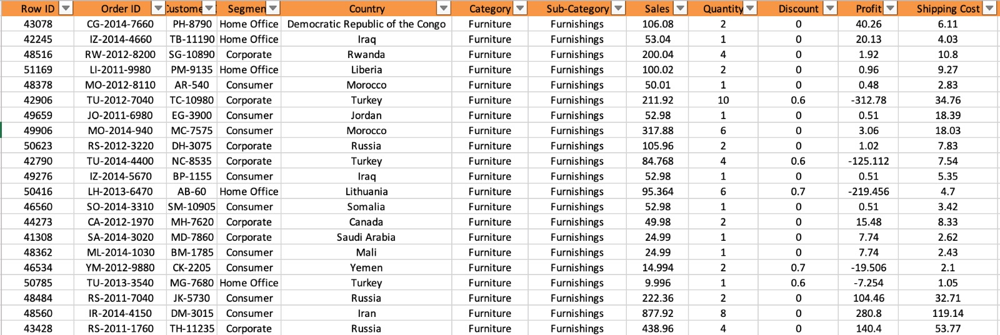 Row ID Order ID Custome Segmen Country Category Sub-Category Sales Quantity Discount Profit Shipping Cost
43078 CG-2014-7660 PH-8790 Home Office Democratic Republic of the Congo Furniture Furnishings 106.08 2 0 40.26 6.11
42245 IZ-2014-4660 TB-11190 Home Office Iraq Furniture Furnishings 53.04 1 0 20.13 4.03
48516 RW-2012-8200 SG-10890 Corporate Rwanda Furniture Furnishings 200.04 4 0 1.92 10.8
51169 LI-2011-9980 PM-9135 Home Office Liberia Furniture Furnishings 100.02 2 0 0.96 9.27
48378 MO-2012-8110 AR-540 Consumer Morocco Furniture Furnishings 50.01 1 0 0.48 2.83
42906 TU-2012-7040 TC-10980 Corporate Turkey Furniture Furnishings 211.92 10 0.6 -312.78 34.76
49659 JO-2011-6980 EG-3900 Consumer Jordan Furniture Furnishings 52.98 1 0 0.51 18.39
49906 MO-2014-940 MC-7575 Consumer Morocco Furniture Furnishings 317.88 6 0 3.06 18.03
50623 RS-2012-3220 DH-3075 Corporate Russia Furniture Furnishings 105.96 2 0 1.02 7.83
42790 TU-2014-4400 NC-8535 Corporate Turkey Furniture Furnishings 84.768 4 0.6 -125.112 7.54
49276 IZ-2014-5670 BP-1155 Consumer Iraq Furniture Furnishings 52.98 1 0 0.51 5.35
50416 LH-2013-6470 AB-60 Home Office Lithuania Furniture Furnishings 95.364 6 0.7 -219.456 4.7
46560 SO-2014-3310 SM-10905 Consumer Somalia Furniture Furnishings 52.98 1 0 0.51 3.42
44273 CA-2012-1970 MH-7620 Corporate Canada Furniture Furnishings 49.98 2 0 15.48 8.33
41308 SA-2014-3020 MD-7860 Corporate Saudi Arabia Furniture Furnishings 24.99 1 0 7.74 2.62
48362 ML-2014-1030 BM-1785 Consumer Mali Furniture Furnishings 24.99 1 0 7.74 2.43
46534 YM-2012-9880 CK-2205 Consumer Yemen Furniture Furnishings 14.994 2 0.7 -19.506 2.1
50785 TU-2013-3540 MG-7680 Home Office Turkey Furniture Furnishings 9.996 1 0.6 -7.254 1.05
48484 RS-2011-7040 JK-5730 Consumer Russia Furniture Furnishings 222.36 2 0 104.46 32.71
48560 IR-2014-4150 DM-3015 Consumer Iran Furniture Furnishings 877.92 8 0 280.8 119.14
43428 RS-2011-1760 TH-11235 Corporate Russia Furniture Furnishings 438.96 4 0 140.4 53.77